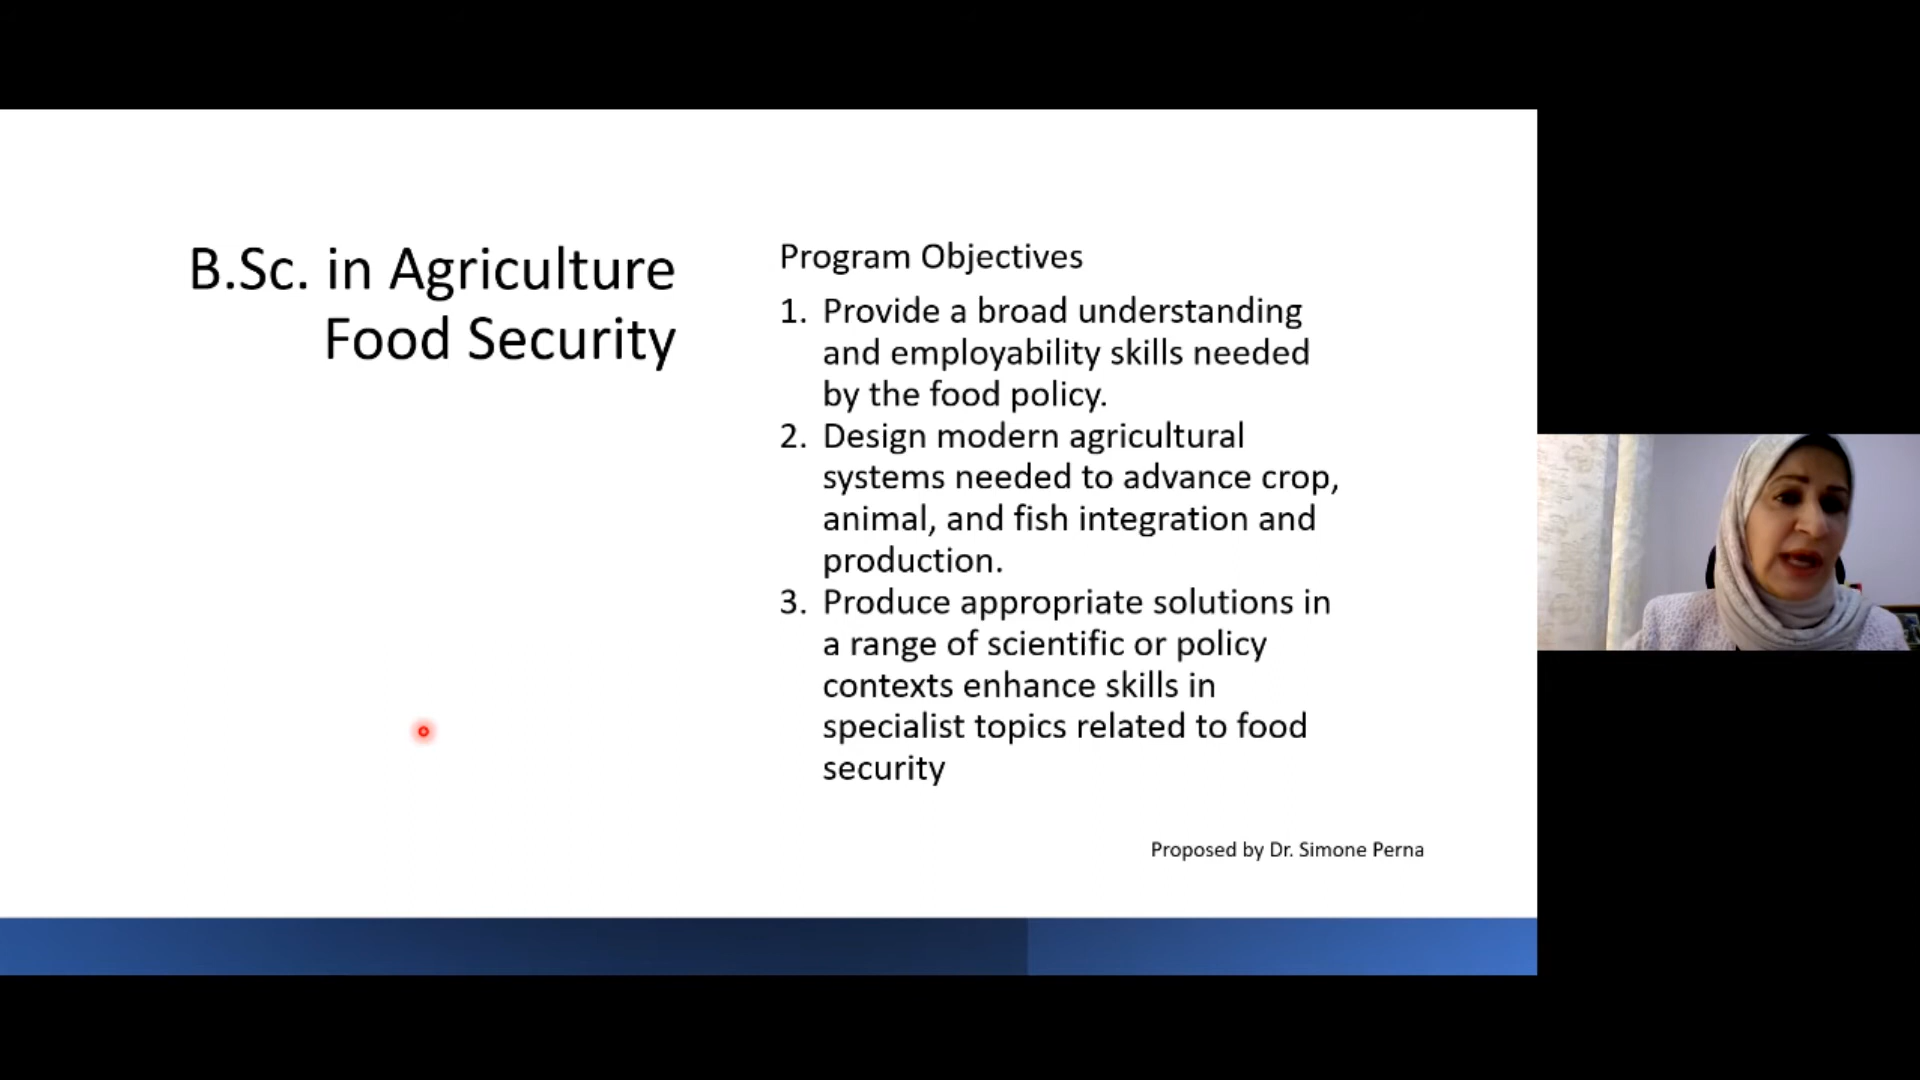 B.Sc. in Agriculture
Food Security
Program Objectives
1. Provide a broad understanding
and employability skills needed
by the food policy.
2. Design modern agricultural
systems needed to advance crop,
animal, and fish integration and
production.
3. Produce appropriate solutions in
a range of scientific or policy
contexts enhance skills in
specialist topics related to food
security
Proposed by Dr. Simone Perna